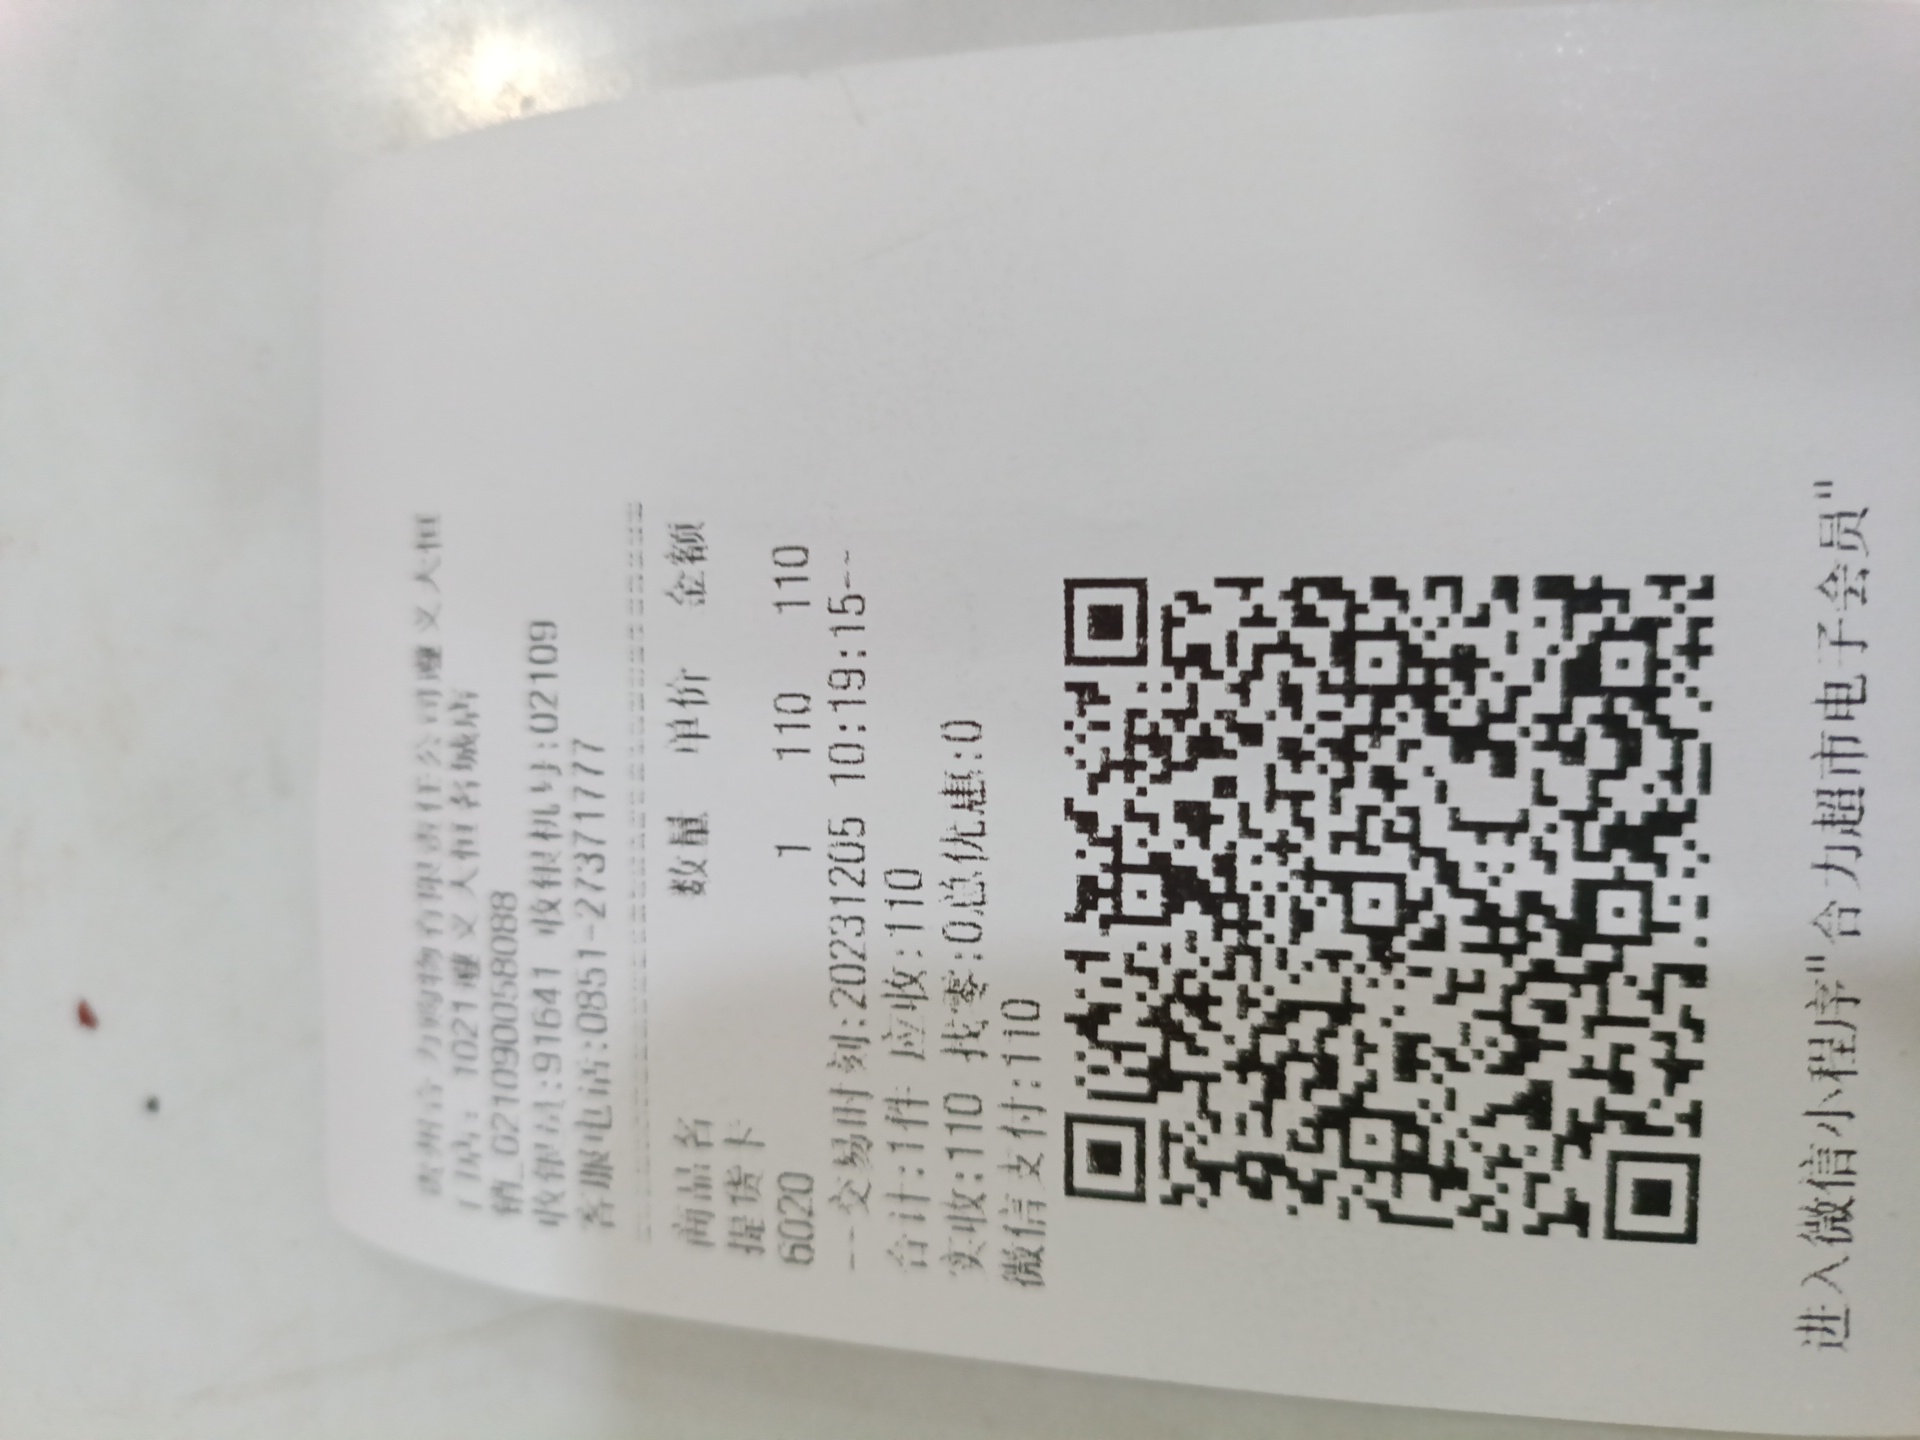 贵州合力购物有限责任公司遵义天恒
门店：1021遵义天恒名城店
销_02109000058088
收银员:91641 收银机号:02109
客服电话:0851-27371777
商品名 数量 单价 金额
提货卡
6020 1 110 110
--交易时刻:20231205 10:19:15--
合计:1件 应收:110
实收:110 找零:0总优惠:0
微信支付:110
进入微信小程序"合力超市电子会员"